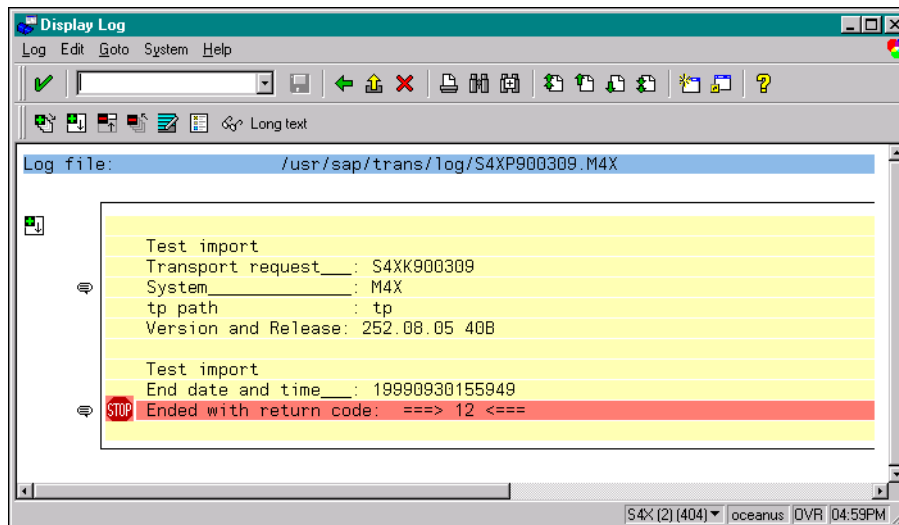 Display Log
Log Edit Goto System Help
Long text
Log file: /usr/sap/trans/log/S4XP900309.M4X
Test import
Transport request___: S4XK900309
System______________: M4X
tp path : tp
Version and Release: 252.08.05 40B
Test import
End date and time___: 19990930155949
STOP Ended with return code: ===> 12 <===
S4X (2) (404) oceanus OVR 04:59PM